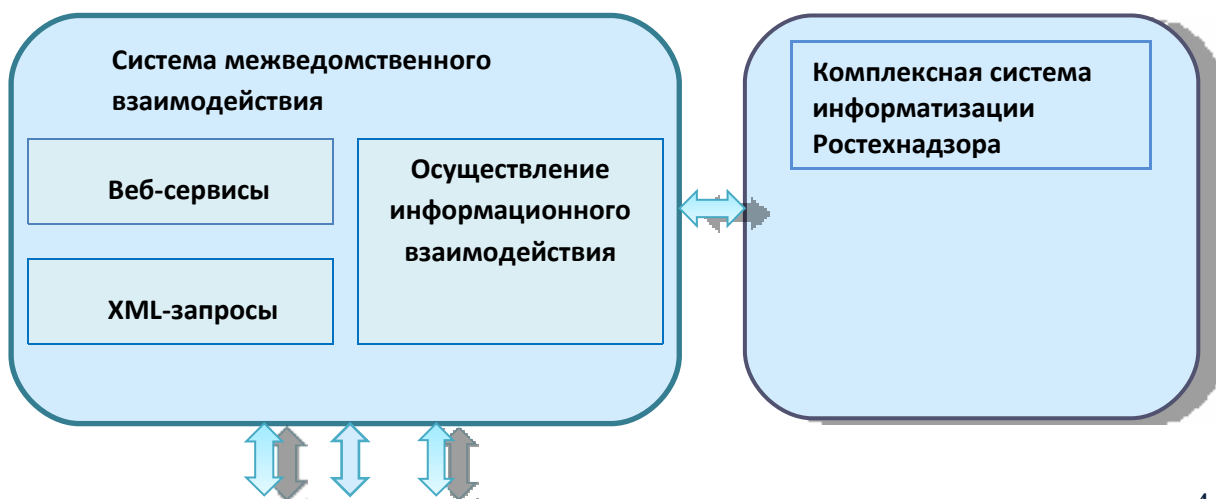 Система межведомственного
взаимодействия
Веб-сервисы
XML-запросы
Осуществление
информационного
взаимодействия
Комплексная система
информатизации
Ростехнадзора